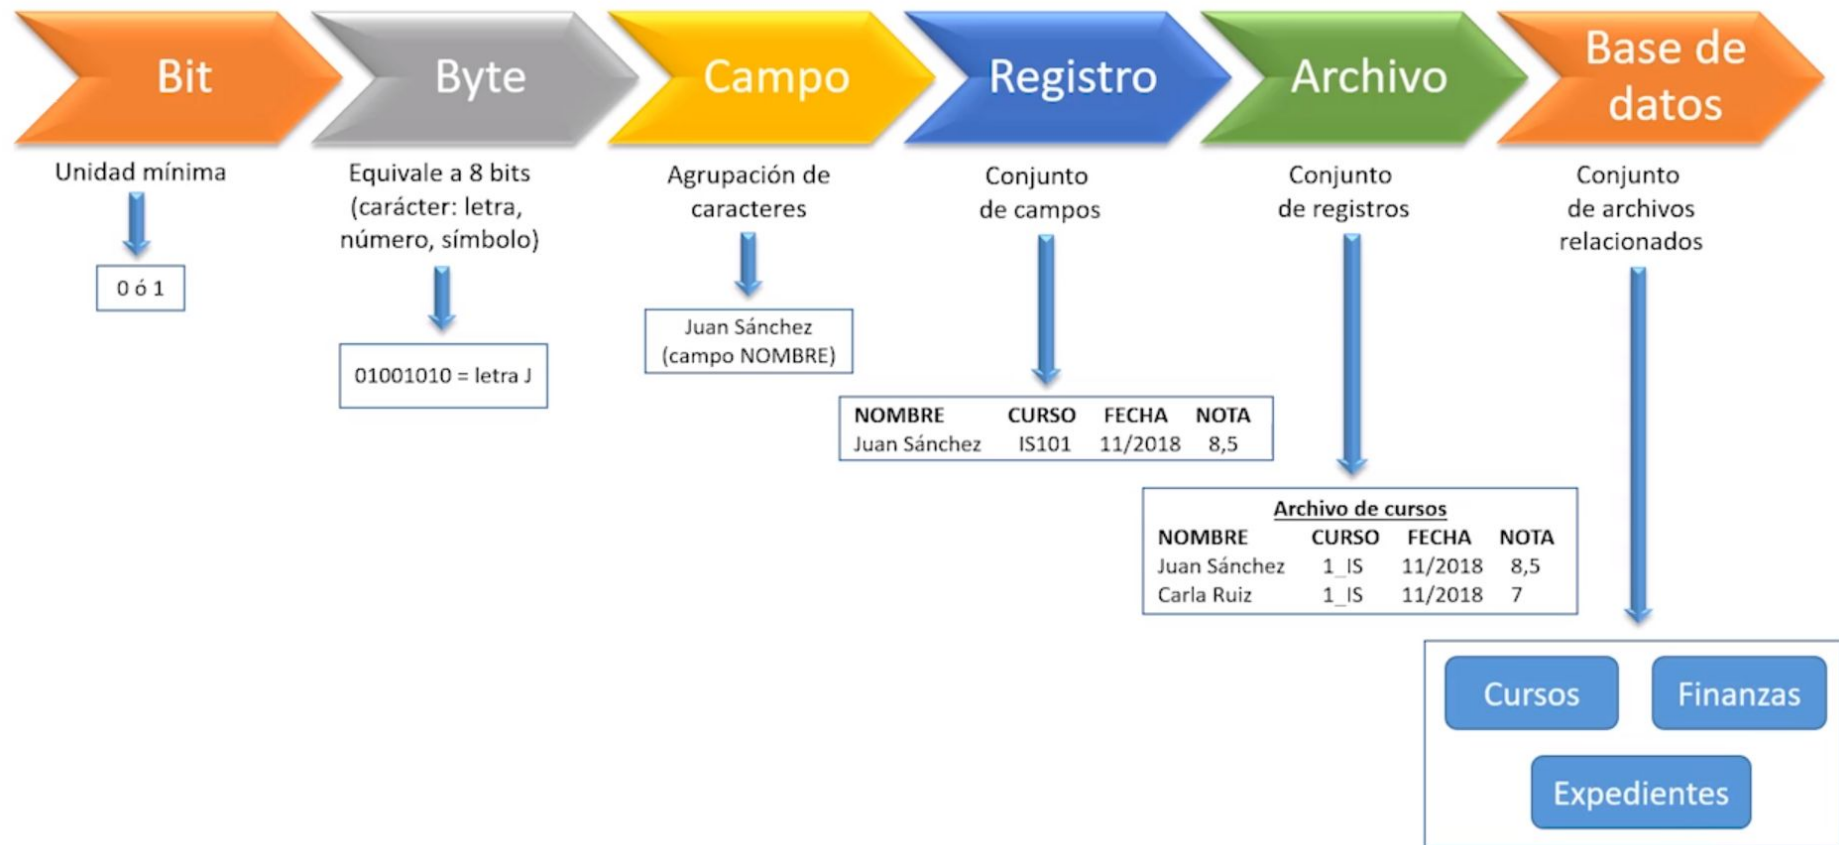 Bit
Unidad mínima
0 ó 1
Byte
Equivale a 8 bits
(carácter: letra,
número, símbolo)
01001010 = letra J
Campo
Agrupación de
caracteres
Juan Sánchez
(campo NOMBRE)
Registro
Conjunto
de campos
NOMBRE CURSO FECHA NOTA
Juan Sánchez IS101 11/2018 8,5
Archivo
Conjunto
de registros
Archivo de cursos
NOMBRE CURSO FECHA NOTA
Juan Sánchez 1_IS 11/2018 8,5
Carla Ruiz 1_IS 11/2018 7
Base de
datos
Conjunto
de archivos
relacionados
Cursos Finanzas
Expedientes